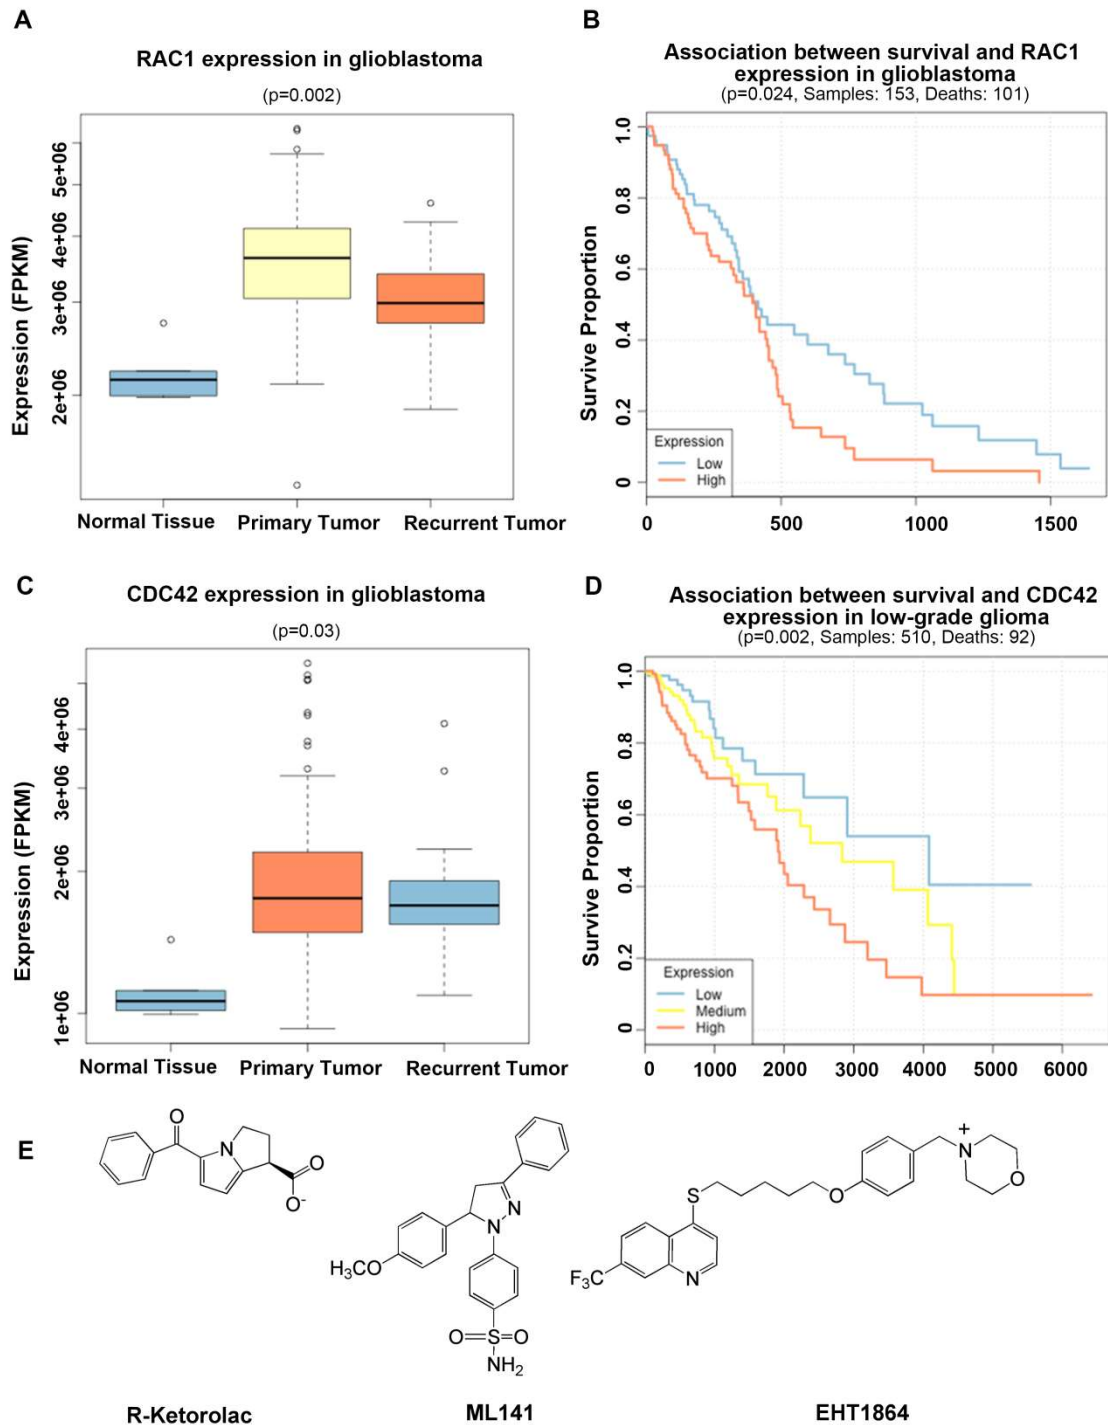 A
RAC1 expression in glioblastoma
(p=0.002)
Expression (FPKM)
5e+06
4e+06
3e+06
2e+06
Normal Tissue
Primary Tumor
Recurrent Tumor
B
Association between survival and RAC1
expression in glioblastoma
(p=0.024, Samples: 153, Deaths: 101)
Survive Proportion
1.0
0.8
0.6
0.4
0.2
0
Expression
Low
High
0
500
1000
1500
C
CDC42 expression in glioblastoma
(p=0.03)
Expression (FPKM)
4e+06
3e+06
2e+06
1e+06
Normal Tissue
Primary Tumor
Recurrent Tumor
D
Association between survival and CDC42
expression in low-grade glioma
(p=0.002, Samples: 510, Deaths: 92)
Survive Proportion
1.0
0.8
0.6
0.4
0.2
0
Expression
Low
Medium
High
0
1000
2000
3000
4000
5000
6000
E
O
N
O
O-
R-Ketorolac
N
N
H3CO
O=S=O
NH2
ML141
+
N
O
O
S
F3C
N
EHT1864